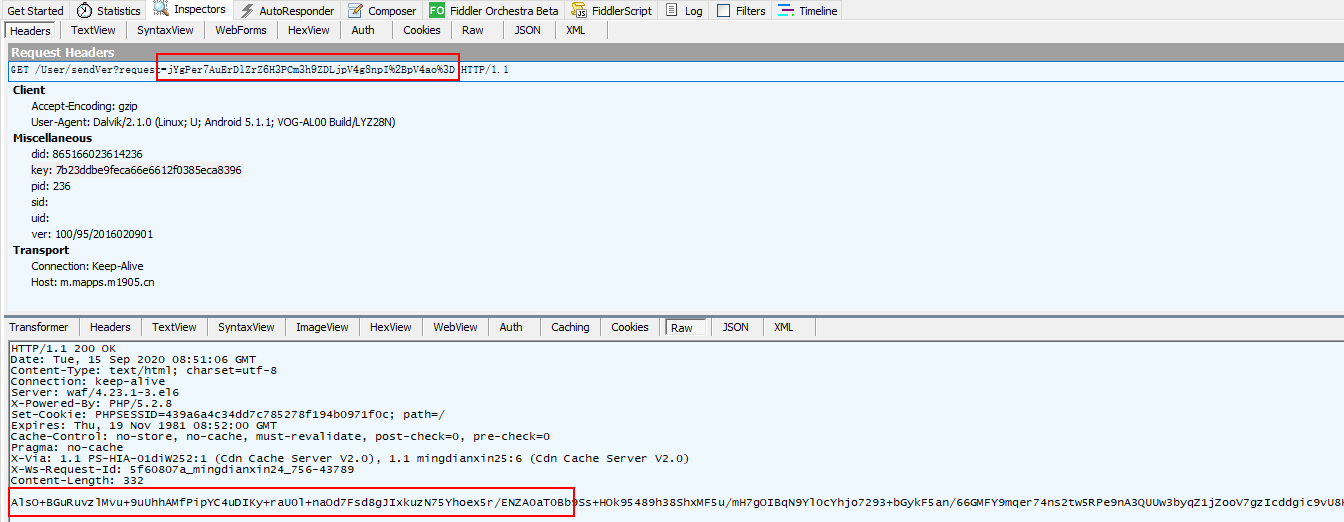 Get Started Statistics Inspectors AutoResponder Composer FO Fiddler Orchestra Beta FiddlerScript Log Filters Timeline
Headers TextView SyntaxView WebForms HexView Auth Cookies Raw JSON XML
Request Headers
GET /User/sendVer?request=jYgPer7AuErDlZrZ6H3PCm3h9ZDLjpV4g8npI%2BpV4ao%3D HTTP/1.1
Client
Accept-Encoding: gzip
User-Agent: Dalvik/2.1.0 (Linux; U; Android 5.1.1; VOG-AL00 Build/LYZ28N)
Miscellaneous
did: 865166023614236
key: 7b23ddbe9feca66e6612f0385eca8396
pid: 236
sid:
uid:
ver: 100/95/2016020901
Transport
Connection: Keep-Alive
Host: m.mapps.m1905.cn
Transformer Headers TextView SyntaxView ImageView HexView WebView Auth Caching Cookies Raw JSON XML
HTTP/1.1 200 OK
Date: Tue, 15 Sep 2020 08:51:06 GMT
Content-Type: text/html; charset=utf-8
Connection: keep-alive
Server: waf/4.23.1-3.el6
X-Powered-By: PHP/5.2.8
Set-Cookie: PHPSESSID=439a6a4c34dd7c785278f194b0971f0c; path=/
Expires: Thu, 19 Nov 1981 08:52:00 GMT
Cache-Control: no-store, no-cache, must-revalidate, post-check=0, pre-check=0
Pragma: no-cache
X-Via: 1.1 PS-HIA-01diW252:1 (Cdn Cache Server V2.0), 1.1 mingdianxin25:6 (Cdn Cache Server V2.0)
X-Ws-Request-Id: 5f60807a_mingdianxin24_756-43789
Content-Length: 332
AlsO+BGuRuvzlMvu+9uUhhAMfPipYC4uDIKy+raUOl+naOd7Fsd8gJIxkuzN75Yhoex5r/ENZAOaTOBb9Ss+HOk95489h38ShxMF5u/mH7gOIBqN9YlOcYhjo7293+bGykF5an/66GMFY9mqer74ns2tw5RPe9nA3QUUw3byqZ1jZooV7gzIcddgic9vU8H